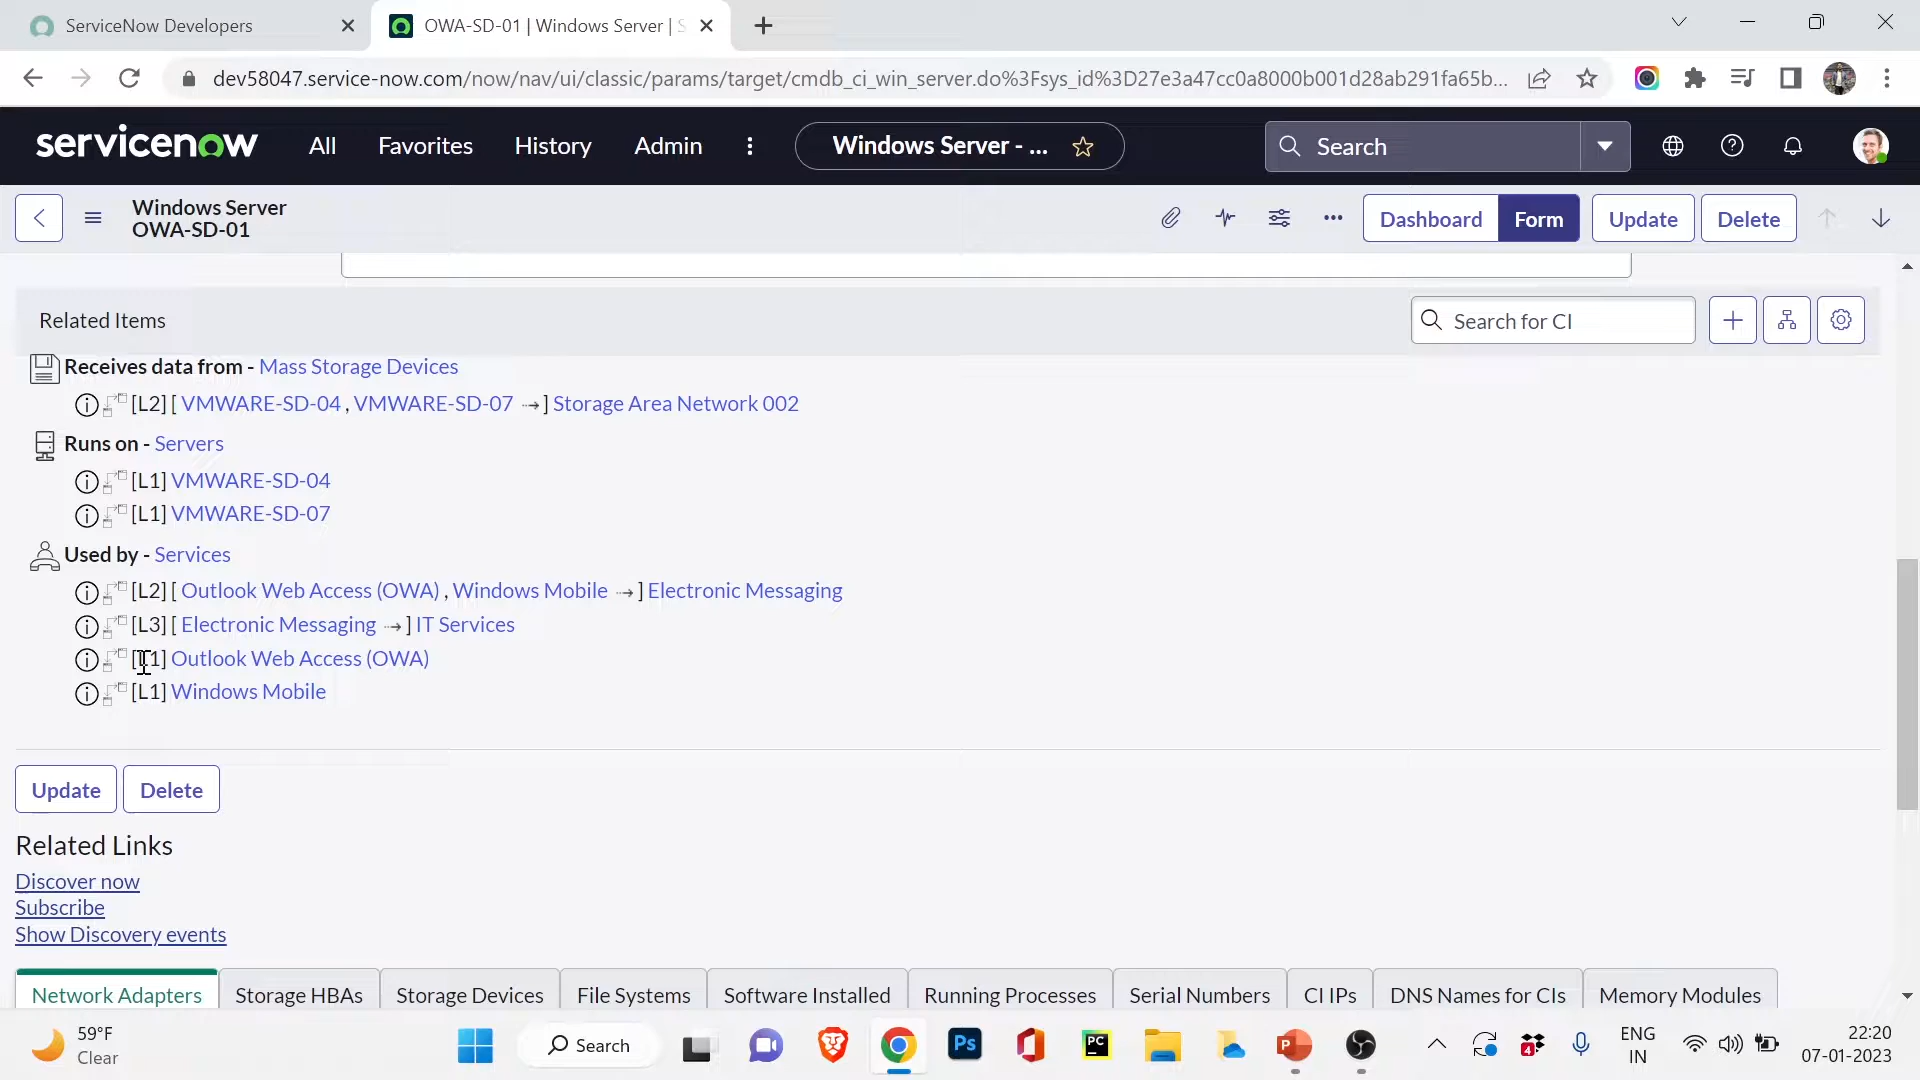 ServiceNow Developers
OWA-SD-01 | Windows Server | S
dev58047.service-now.com/now/nav/ui/classic/params/target/cmdb_ci_win_server.do%3Fsys_id%3D27e3a47cc0a8000b001d28ab291fa65b...
servicenow All Favorites History Admin Windows Server - ... Search
Windows Server
OWA-SD-01
Dashboard Form Update Delete
Related Items Search for CI
Receives data from - Mass Storage Devices
[L2] [ VMWARE-SD-04 , VMWARE-SD-07 ⇢ ] Storage Area Network 002
Runs on - Servers
[L1] VMWARE-SD-04
[L1] VMWARE-SD-07
Used by - Services
[L2] [ Outlook Web Access (OWA) , Windows Mobile ⇢ ] Electronic Messaging
[L3] [ Electronic Messaging ⇢ ] IT Services
[L1] Outlook Web Access (OWA)
[L1] Windows Mobile
Update Delete
Related Links
Discover now
Subscribe
Show Discovery events
Network Adapters Storage HBAs Storage Devices File Systems Software Installed Running Processes Serial Numbers CI IPs DNS Names for CIs Memory Modules
59°F
Clear
Search
Ps
PC
P
4
ENG
IN
22:20
07-01-2023